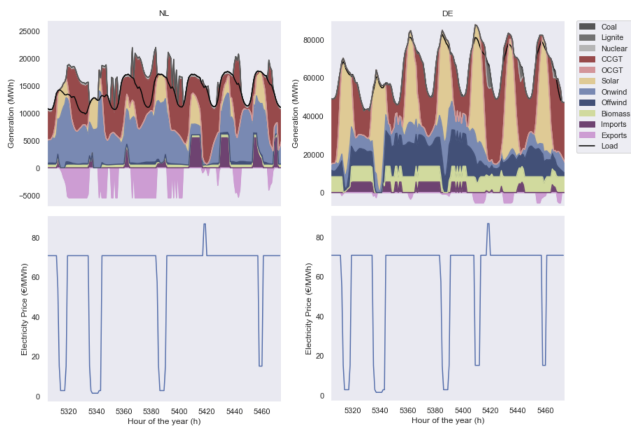 NL
DE
25000
20000
15000
10000
5000
0
−5000
Generation (MWh)
80000
60000
40000
20000
0
Generation (MWh)
Coal
Lignite
Nuclear
CCGT
OCGT
Solar
Onwind
Offwind
Biomass
Imports
Exports
Load
80
60
40
20
0
Electricity Price (€/MWh)
5320 5340 5360 5380 5400 5420 5440 5460
Hour of the year (h)
80
60
40
20
0
Electricity Price (€/MWh)
5320 5340 5360 5380 5400 5420 5440 5460
Hour of the year (h)